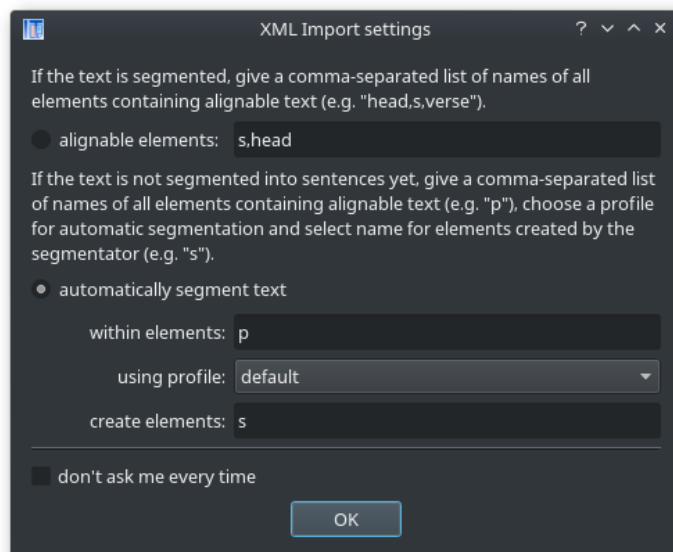 XML Import settings
If the text is segmented, give a comma-separated list of names of all
elements containing alignable text (e.g. "head,s,verse").
alignable elements: s,head
If the text is not segmented into sentences yet, give a comma-separated list
of names of all elements containing alignable text (e.g. "p"), choose a profile
for automatic segmentation and select name for elements created by the
segmentator (e.g. "s").
automatically segment text
within elements: p
using profile: default
create elements: s
don't ask me every time
OK